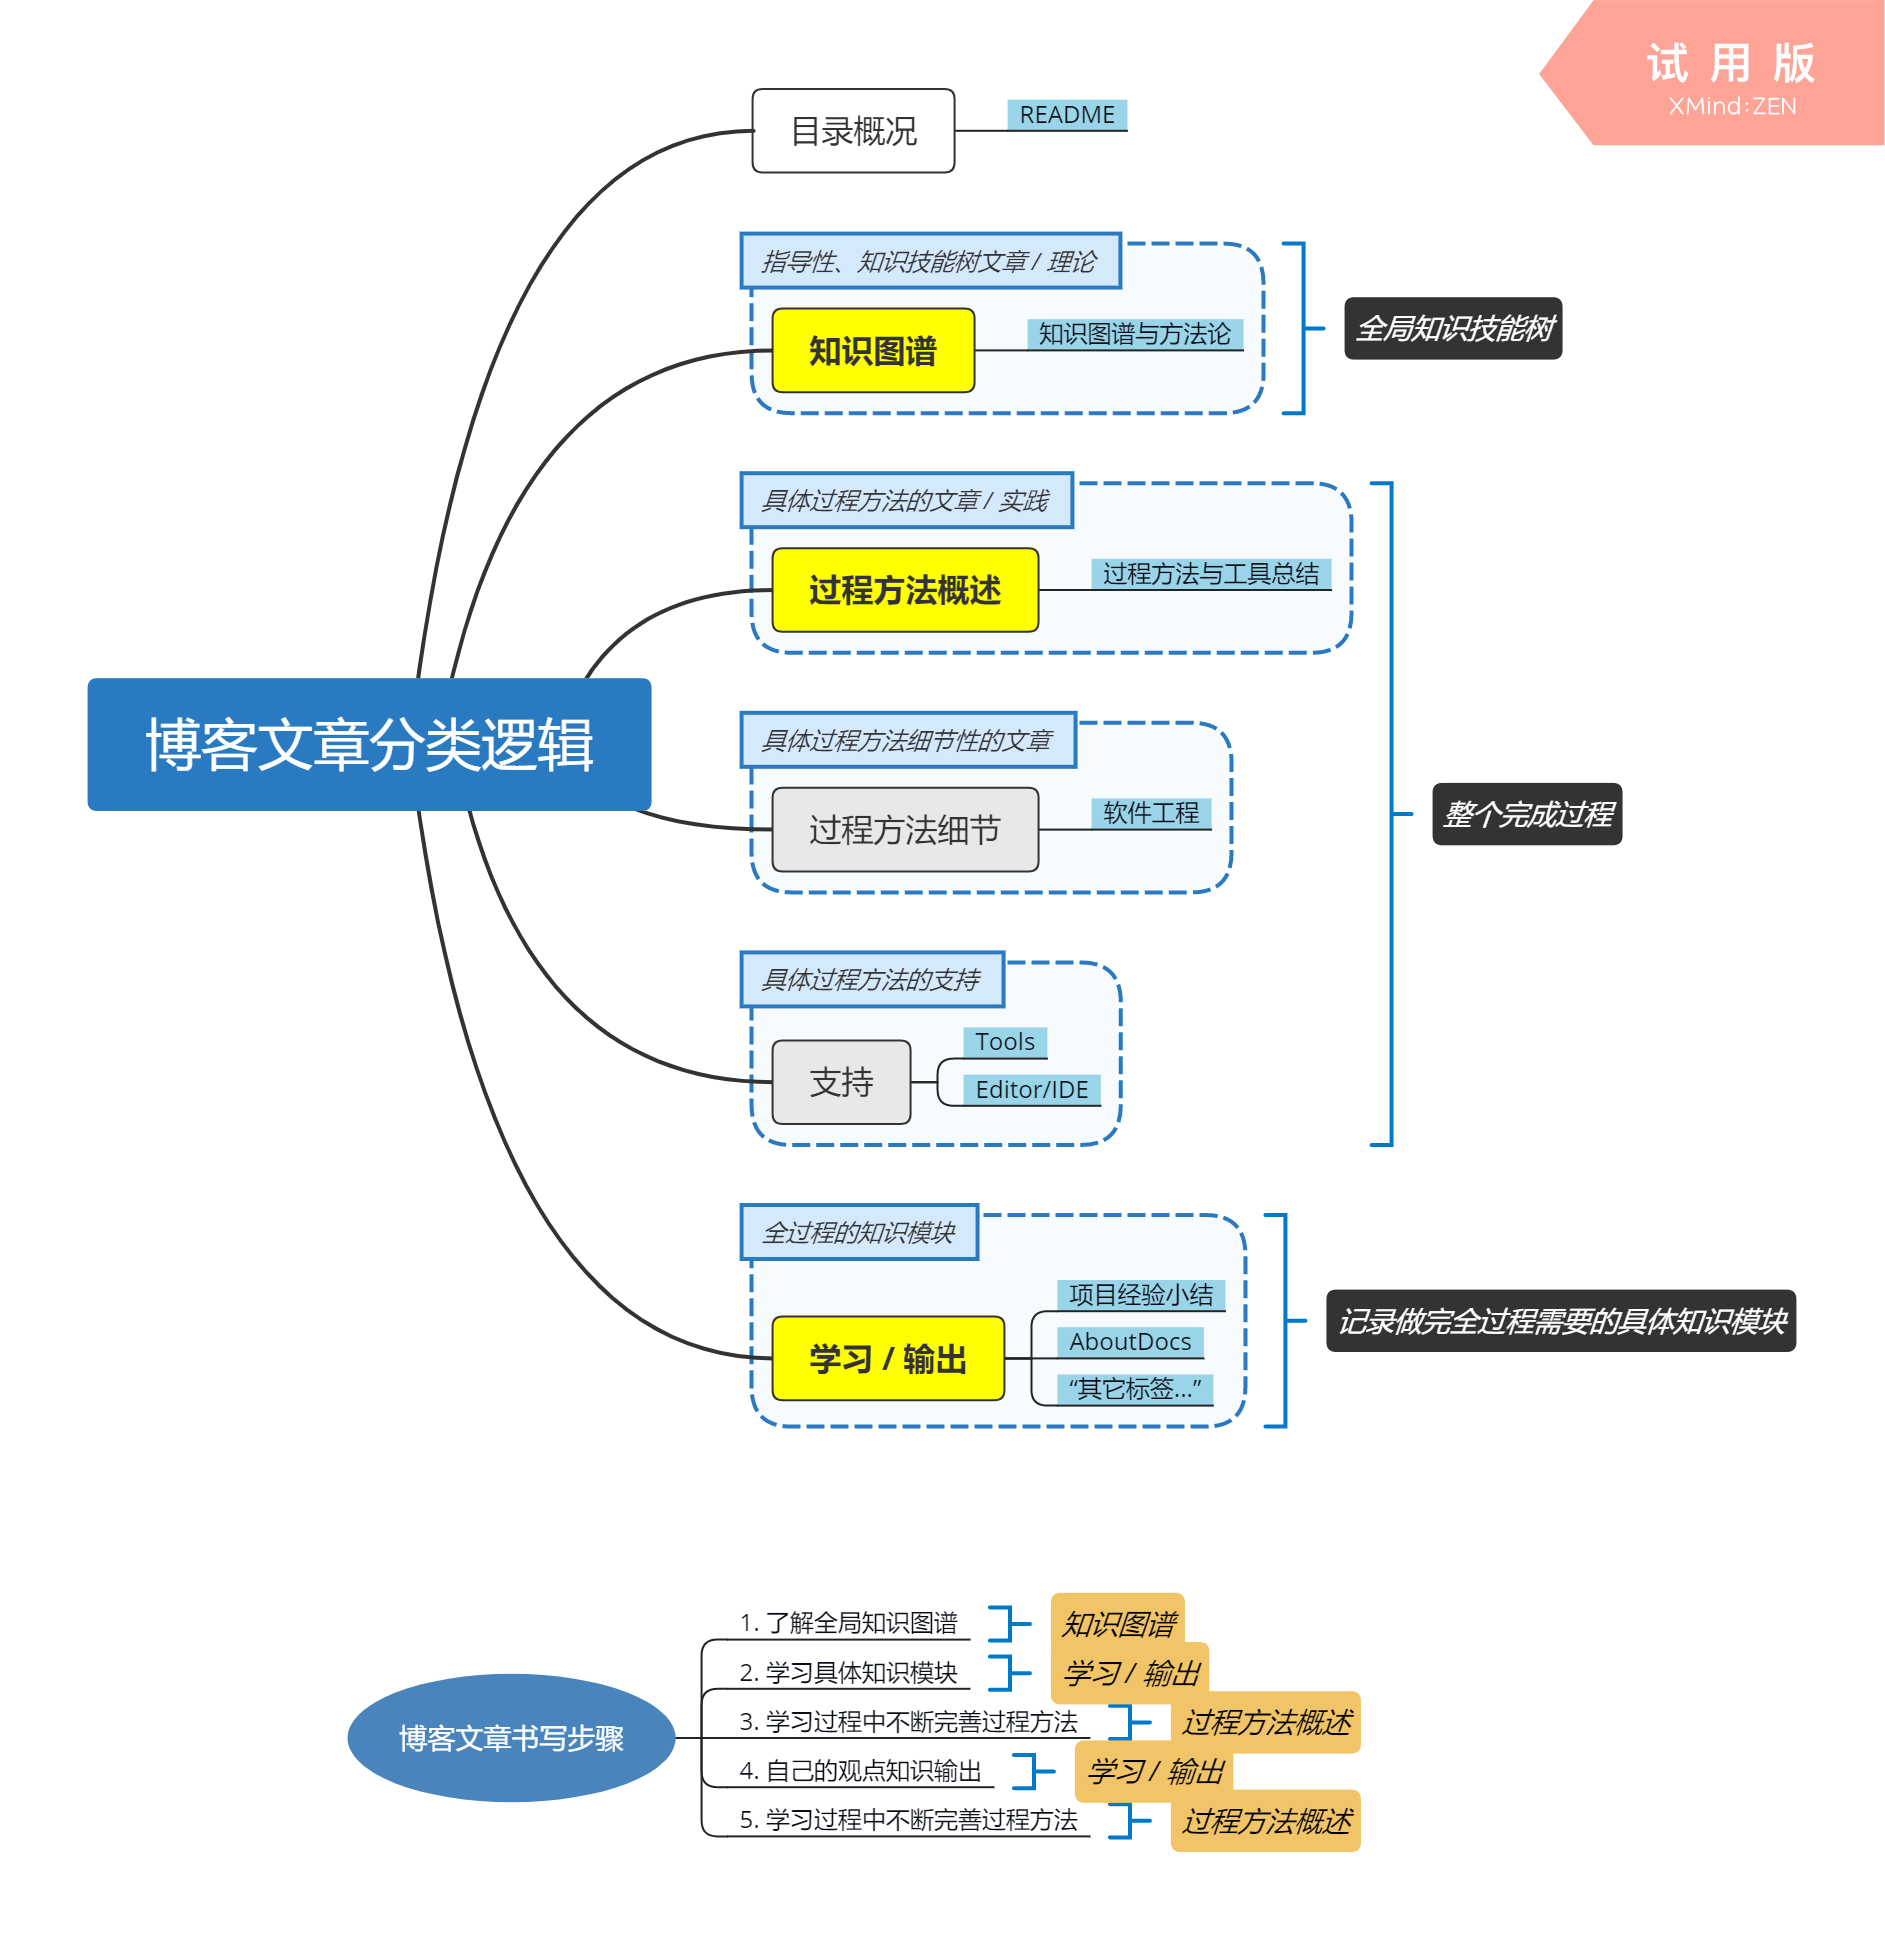 试用版
XMind:ZEN
目录概况
README
指导性、知识技能树文章 / 理论
知识图谱
知识图谱与方法论
全局知识技能树
具体过程方法的文章 / 实践
过程方法概述
过程方法与工具总结
博客文章分类逻辑
具体过程方法细节性的文章
过程方法细节
软件工程
整个完成过程
具体过程方法的支持
支持
Tools
Editor/IDE
全过程的知识模块
学习 / 输出
项目经验小结
AboutDocs
“其它标签...”
记录做完全过程需要的具体知识模块
博客文章书写步骤
1. 了解全局知识图谱
知识图谱
2. 学习具体知识模块
学习 / 输出
3. 学习过程中不断完善过程方法
过程方法概述
4. 自己的观点知识输出
学习 / 输出
5. 学习过程中不断完善过程方法
过程方法概述